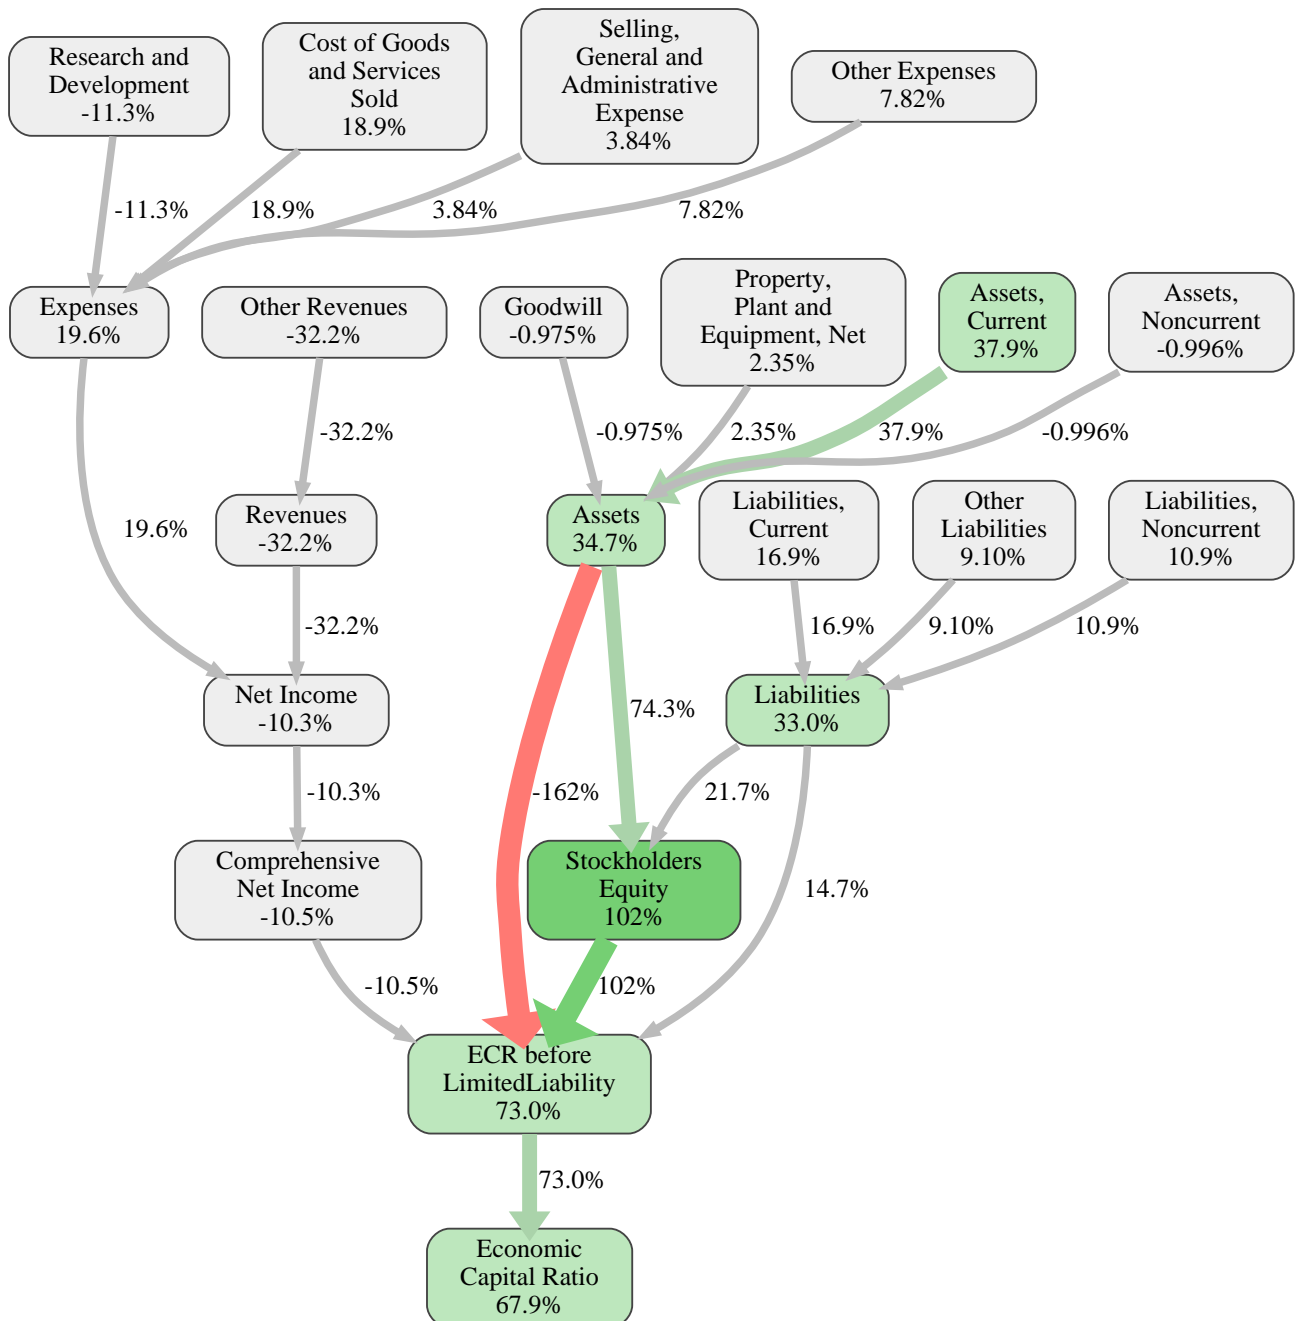 Research and
Development
-11.3%
Cost of Goods
and Services
Sold
18.9%
Selling,
General and
Administrative
Expense
3.84%
Other Expenses
7.82%
-11.3%
18.9%
3.84%
7.82%
Expenses
19.6%
Other Revenues
-32.2%
Goodwill
-0.975%
Property,
Plant and
Equipment, Net
2.35%
Assets,
Current
37.9%
Assets,
Noncurrent
-0.996%
-32.2%
-0.975%
2.35%
37.9%
-0.996%
19.6%
Revenues
-32.2%
Assets
34.7%
Liabilities,
Current
16.9%
Other
Liabilities
9.10%
Liabilities,
Noncurrent
10.9%
-32.2%
16.9%
9.10%
10.9%
Net Income
-10.3%
74.3%
Liabilities
33.0%
-10.3%
-162%
21.7%
Comprehensive
Net Income
-10.5%
Stockholders
Equity
102%
14.7%
-10.5%
102%
ECR before
LimitedLiability
73.0%
73.0%
Economic
Capital Ratio
67.9%